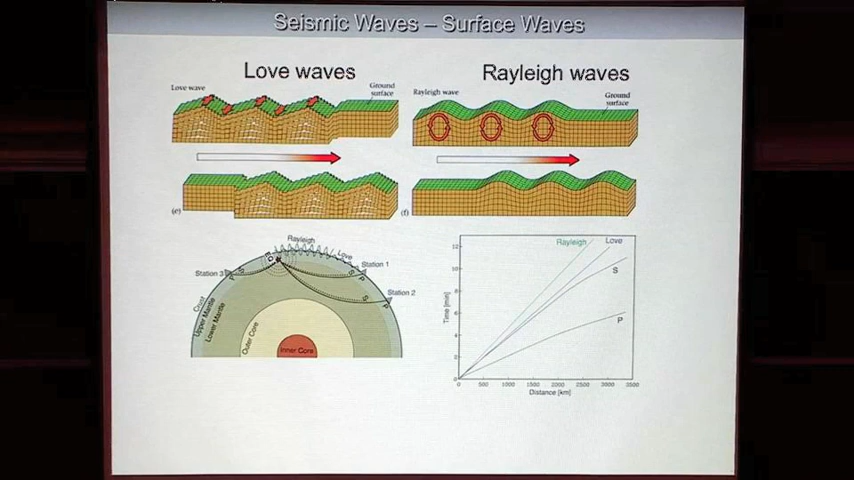 Seismic Waves – Surface Waves
Love waves
Rayleigh waves
Love wave
Ground
surface
Rayleigh wave
Ground
surface
(e)
(f)
Rayleigh
Love
Station 1
Station 3
S
P
S
P
Station 2
S
P
Crust
Upper Mantle
Lower Mantle
Outer Core
Inner Core
Rayleigh
Love
S
P
Time [min]
12
10
8
6
4
2
0
0 500 1000 1500 2000 2500 3000 3500
Distance [km]